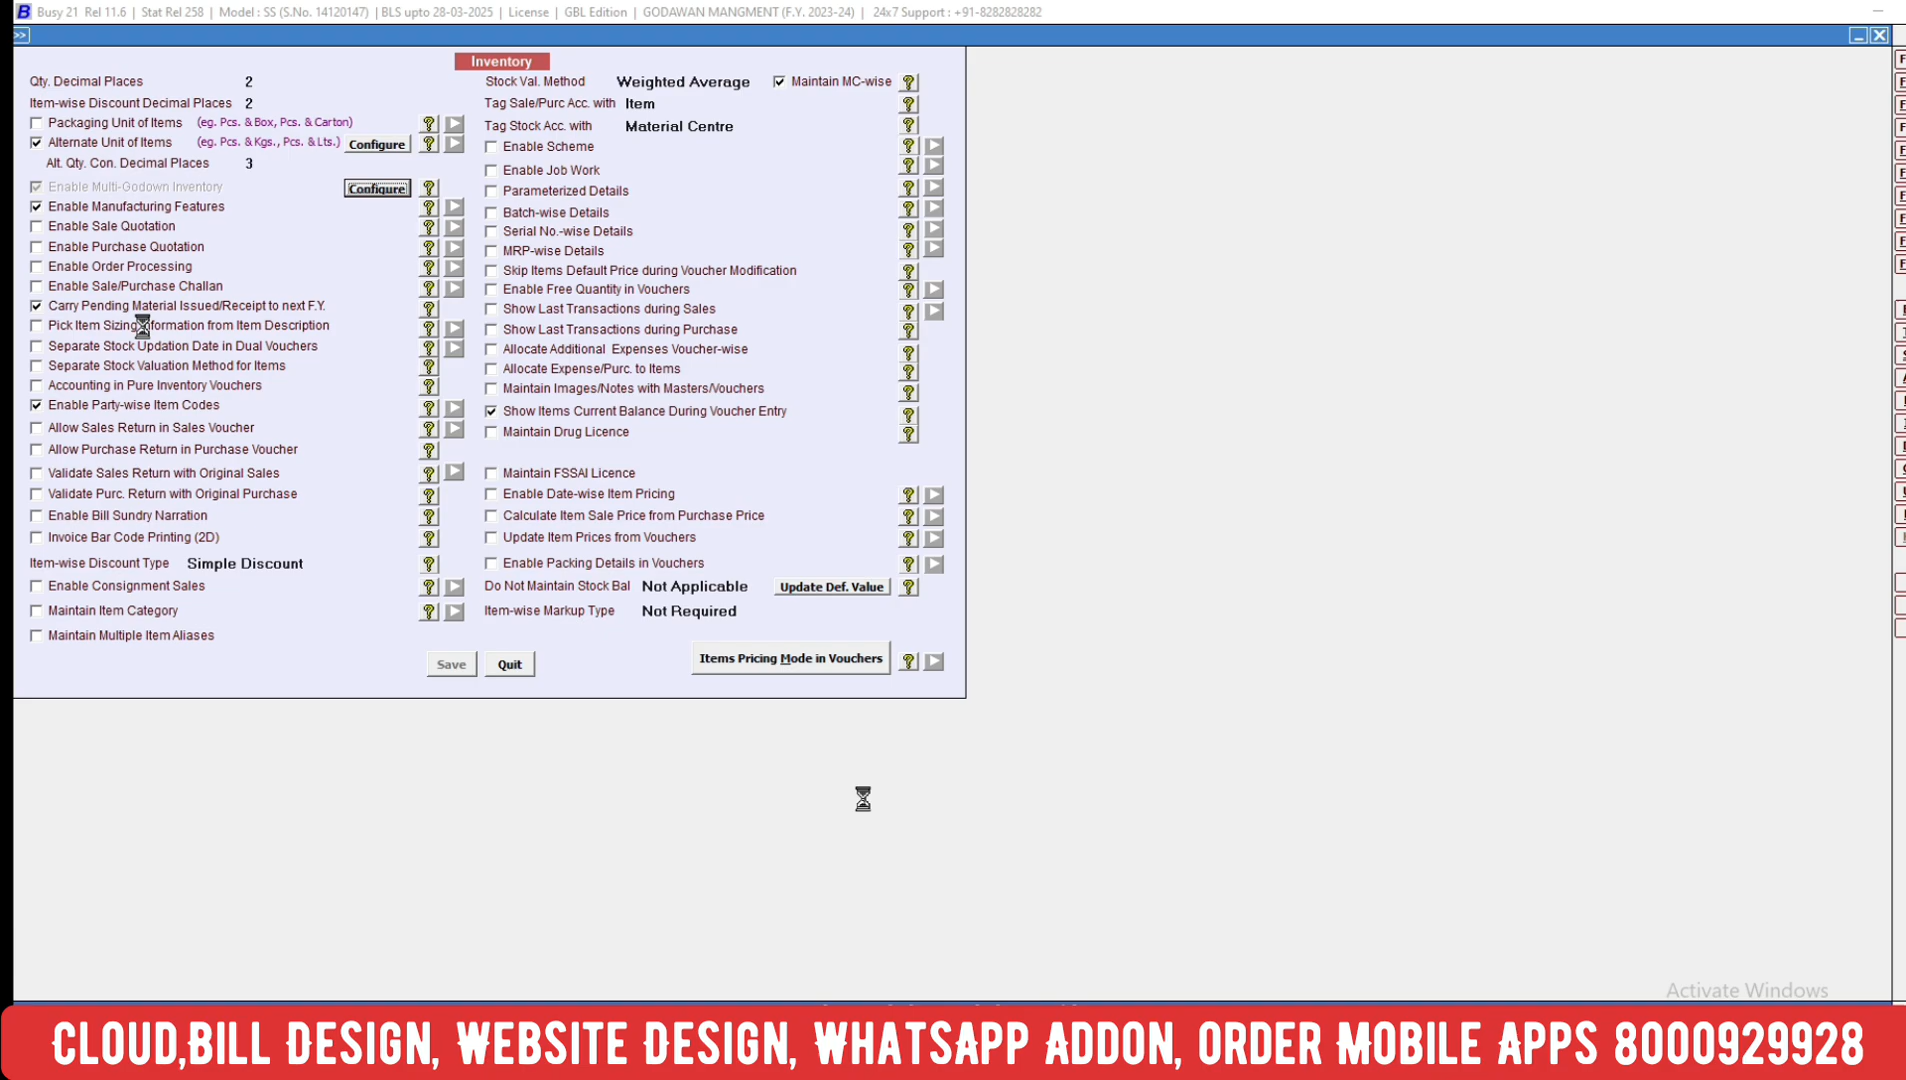 Busy 21 Rel 11.6 | Stat Rel 258 | Model : SS (S.No. 14120147) | BLS upto 28-03-2025 | License | GBL Edition | GODAWAN MANGMENT (F.Y. 2023-24) | 24x7 Support : +91-8282828282
>>
Inventory
Qty. Decimal Places 2
Item-wise Discount Decimal Places 2
Packaging Unit of Items (eg. Pcs. & Box, Pcs. & Carton)
Alternate Unit of Items (eg. Pcs. & Kgs., Pcs. & Lts.) Configure
Alt. Qty. Con. Decimal Places 3
Enable Multi-Godown Inventory Configure
Enable Manufacturing Features
Enable Sale Quotation
Enable Purchase Quotation
Enable Order Processing
Enable Sale/Purchase Challan
Carry Pending Material Issued/Receipt to next F.Y.
Pick Item Sizing Information from Item Description
Separate Stock Updation Date in Dual Vouchers
Separate Stock Valuation Method for Items
Accounting in Pure Inventory Vouchers
Enable Party-wise Item Codes
Allow Sales Return in Sales Voucher
Allow Purchase Return in Purchase Voucher
Validate Sales Return with Original Sales
Validate Purc. Return with Original Purchase
Enable Bill Sundry Narration
Invoice Bar Code Printing (2D)
Item-wise Discount Type Simple Discount
Enable Consignment Sales
Maintain Item Category
Maintain Multiple Item Aliases
Stock Val. Method Weighted Average Maintain MC-wise
Tag Sale/Purc Acc. with Item
Tag Stock Acc. with Material Centre
Enable Scheme
Enable Job Work
Parameterized Details
Batch-wise Details
Serial No.-wise Details
MRP-wise Details
Skip Items Default Price during Voucher Modification
Enable Free Quantity in Vouchers
Show Last Transactions during Sales
Show Last Transactions during Purchase
Allocate Additional Expenses Voucher-wise
Allocate Expense/Purc. to Items
Maintain Images/Notes with Masters/Vouchers
Show Items Current Balance During Voucher Entry
Maintain Drug Licence
Maintain FSSAI Licence
Enable Date-wise Item Pricing
Calculate Item Sale Price from Purchase Price
Update Item Prices from Vouchers
Enable Packing Details in Vouchers
Do Not Maintain Stock Bal Not Applicable Update Def. Value
Item-wise Markup Type Not Required
Save Quit Items Pricing Mode in Vouchers
Activate Windows
CLOUD,BILL DESIGN, WEBSITE DESIGN, WHATSAPP ADDON, ORDER MOBILE APPS 8000929928